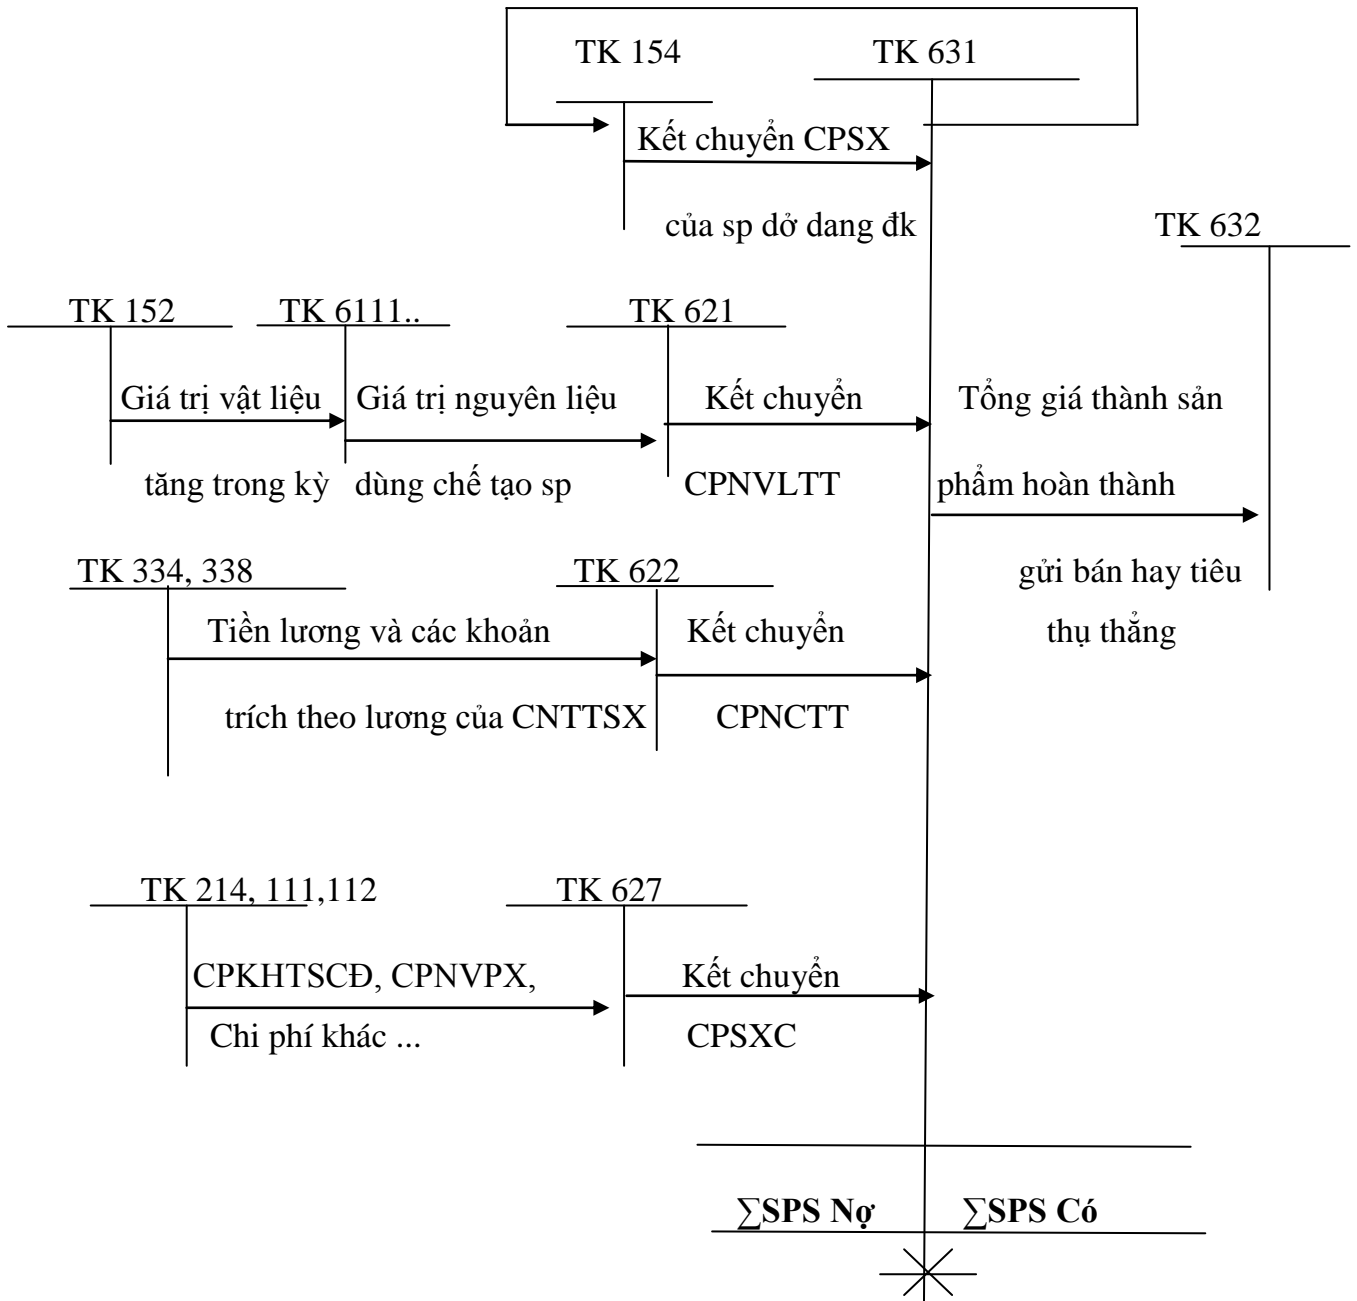 TK 154 TK 631
Kết chuyển CPSX
của sp dở dang đk
TK 632
TK 152 TK 6111.. TK 621
Giá trị vật liệu Giá trị nguyên liệu Kết chuyển Tổng giá thành sản
tăng trong kỳ dùng chế tạo sp CPNVLTT phẩm hoàn thành
TK 334, 338 TK 622 gửi bán hay tiêu
Tiền lương và các khoản Kết chuyển thụ thẳng
trích theo lương của CNTTSX CPNCTT
TK 214, 111,112 TK 627
CPKHTSCĐ, CPNVPX, Kết chuyển
Chi phí khác ... CPSXC
∑SPS Nợ ∑SPS Có